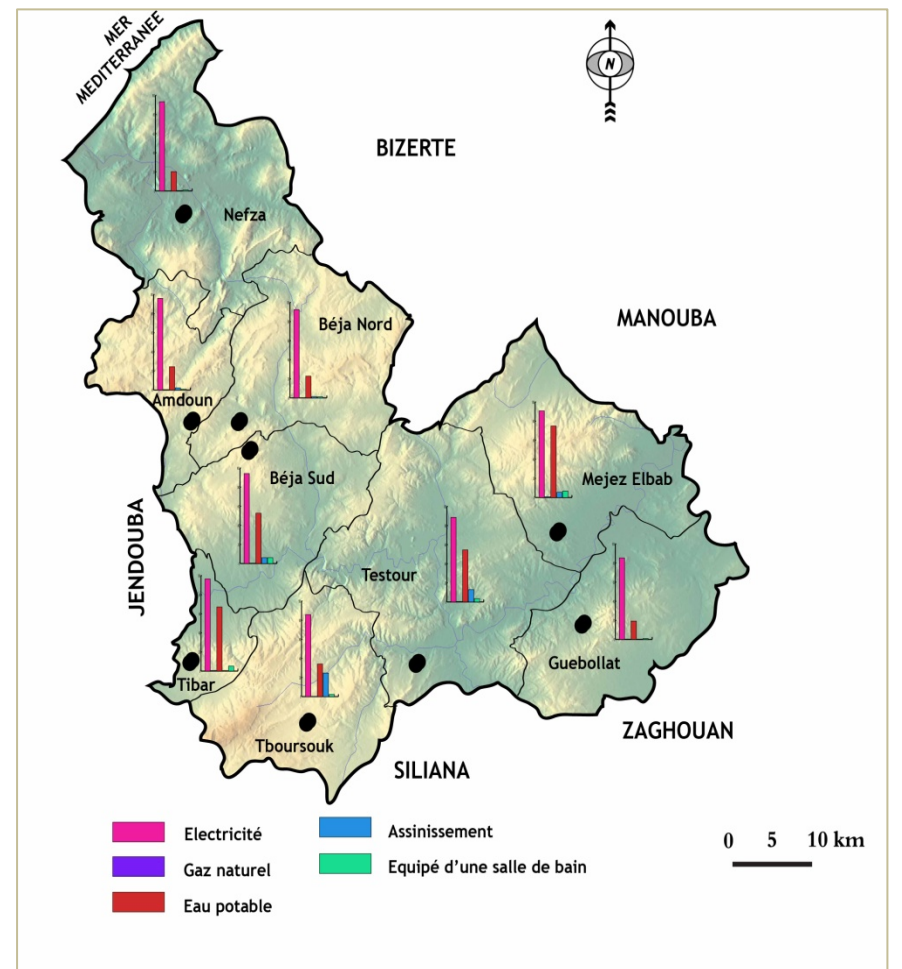 MER
MEDITERRANEE
N
BIZERTE
Nefza
Béja Nord
MANOUBA
Amdoun
Béja Sud
Mejez Elbab
JENDOUBA
Testour
Guebollat
Tibar
Tboursouk
ZAGHOUAN
SILIANA
Electricité
Gaz naturel
Eau potable
Assinissement
Equipé d'une salle de bain
0 5 10 km